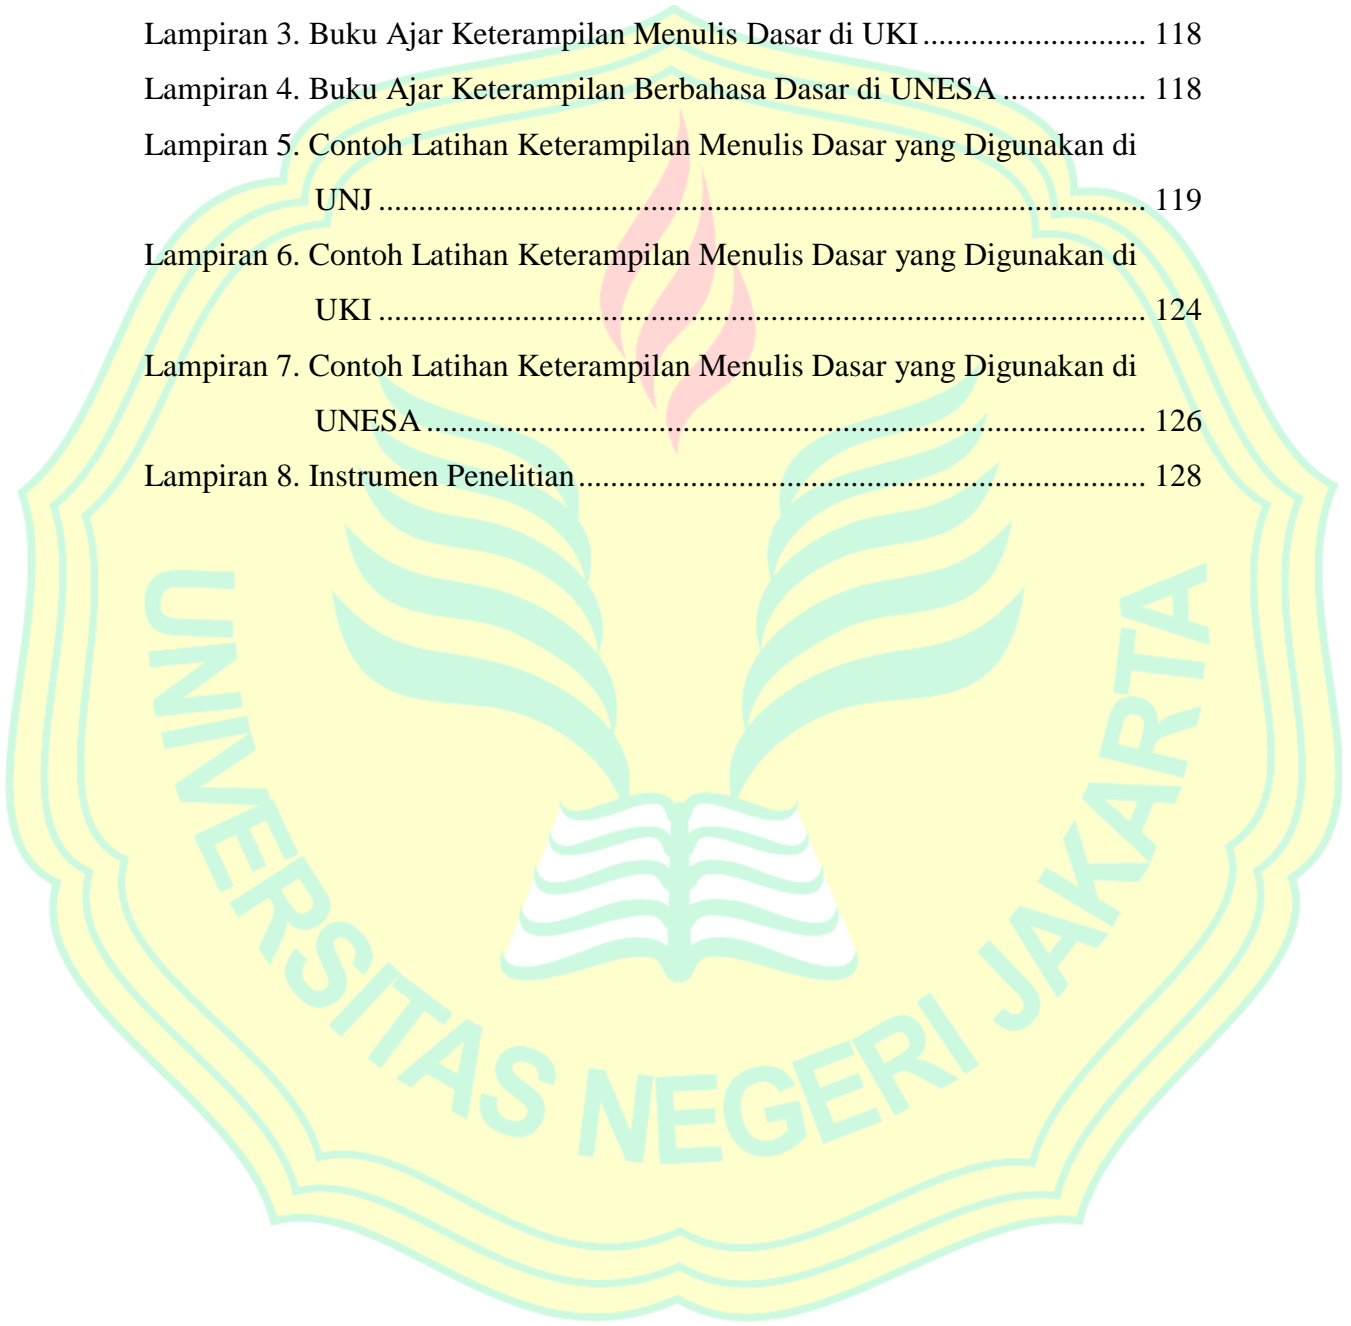 Lampiran 3. Buku Ajar Keterampilan Menulis Dasar di UKI ............................ 118
Lampiran 4. Buku Ajar Keterampilan Berbahasa Dasar di UNESA .................. 118
Lampiran 5. Contoh Latihan Keterampilan Menulis Dasar yang Digunakan di
UNJ ................................................................................................ 119
Lampiran 6. Contoh Latihan Keterampilan Menulis Dasar yang Digunakan di
UKI ................................................................................................ 124
Lampiran 7. Contoh Latihan Keterampilan Menulis Dasar yang Digunakan di
UNESA .......................................................................................... 126
Lampiran 8. Instrumen Penelitian ....................................................................... 128
UNIVERSITAS NEGERI JAKARTA